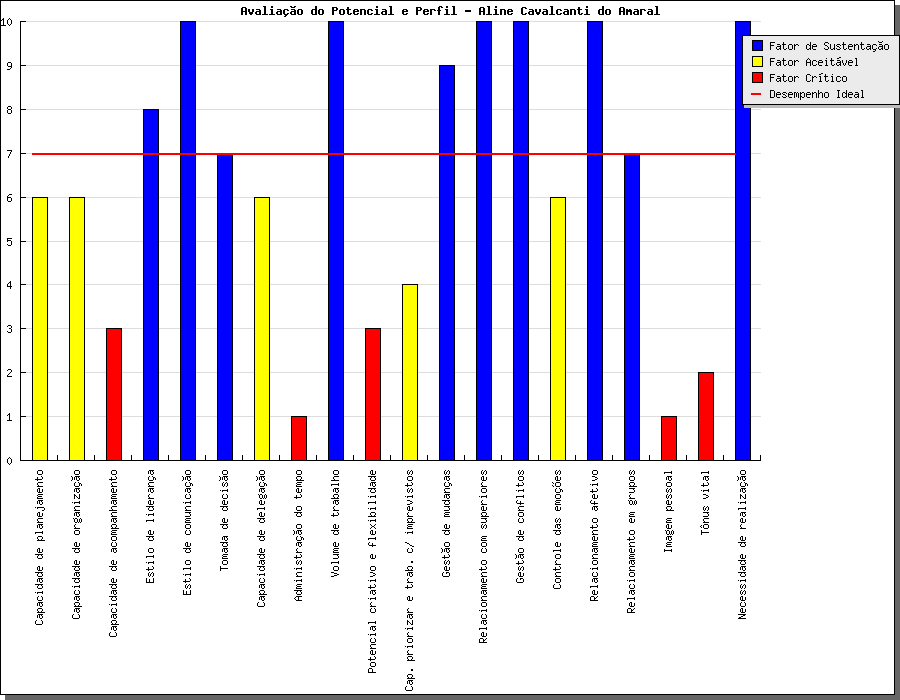 Avaliação do Potencial e Perfil - Aline Cavalcanti do Amaral
Fator de Sustentação
Fator Aceitável
Fator Crítico
Desempenho Ideal
10
9
8
7
6
5
4
3
2
1
0
Capacidade de planejamento
Capacidade de organização
Capacidade de acompanhamento
Estilo de liderança
Estilo de comunicação
Tomada de decisão
Capacidade de delegação
Administração do tempo
Volume de trabalho
Potencial criativo e flexibilidade
Cap. priorizar e trab. c/ imprevistos
Gestão de mudanças
Relacionamento com superiores
Gestão de conflitos
Controle das emoções
Relacionamento afetivo
Relacionamento em grupos
Imagem pessoal
Tônus vital
Necessidade de realização